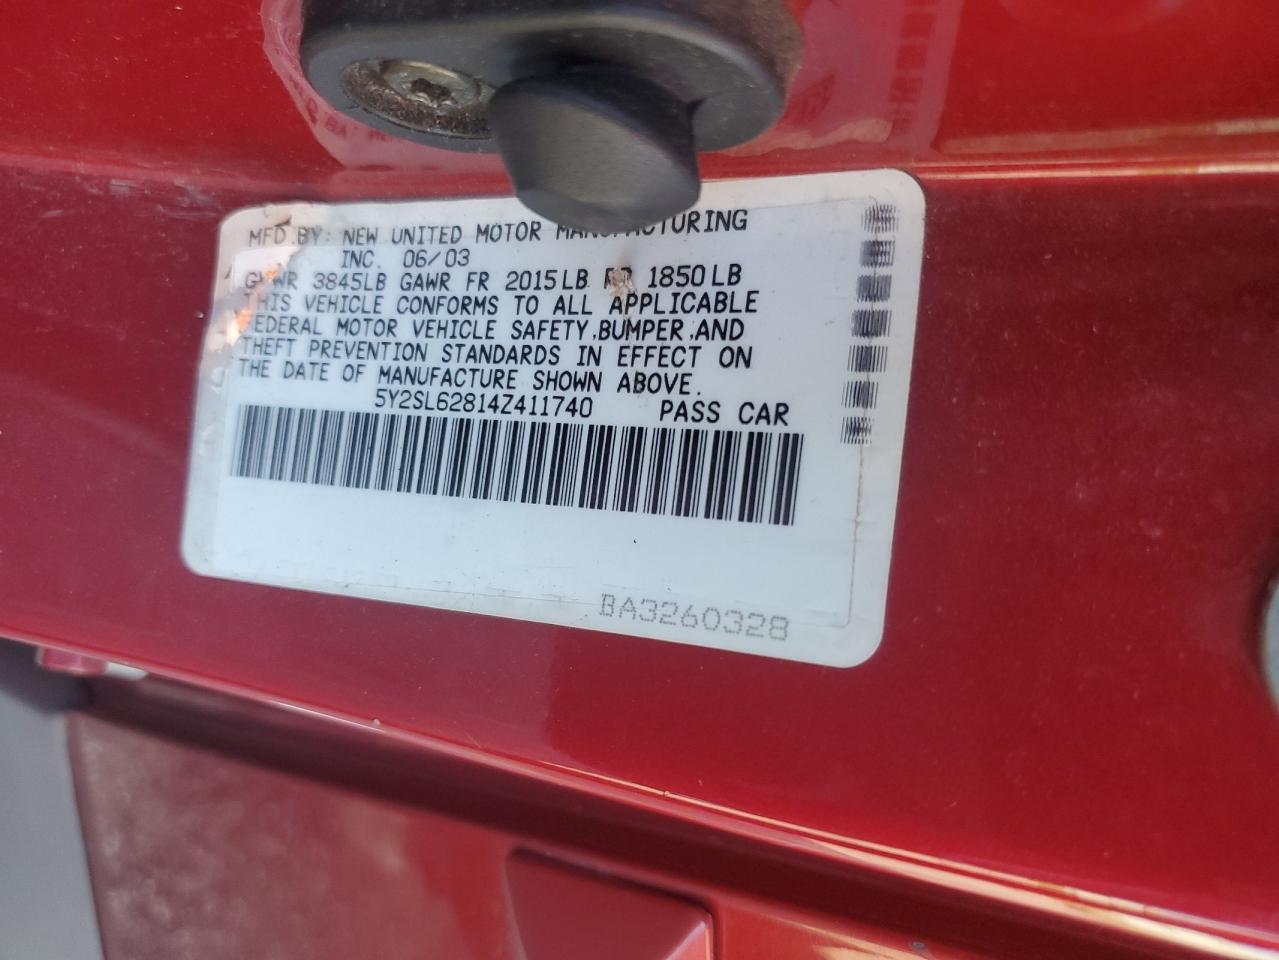 MFD.BY: NEW UNITED MOTOR MANUFACTURING
INC. 06/03
GVWR 3845LB GAWR FR 2015LB RR 1850LB
THIS VEHICLE CONFORMS TO ALL APPLICABLE
FEDERAL MOTOR VEHICLE SAFETY,BUMPER,AND
THEFT PREVENTION STANDARDS IN EFFECT ON
THE DATE OF MANUFACTURE SHOWN ABOVE.
5Y2SL62814Z411740 PASS CAR
BA3260328